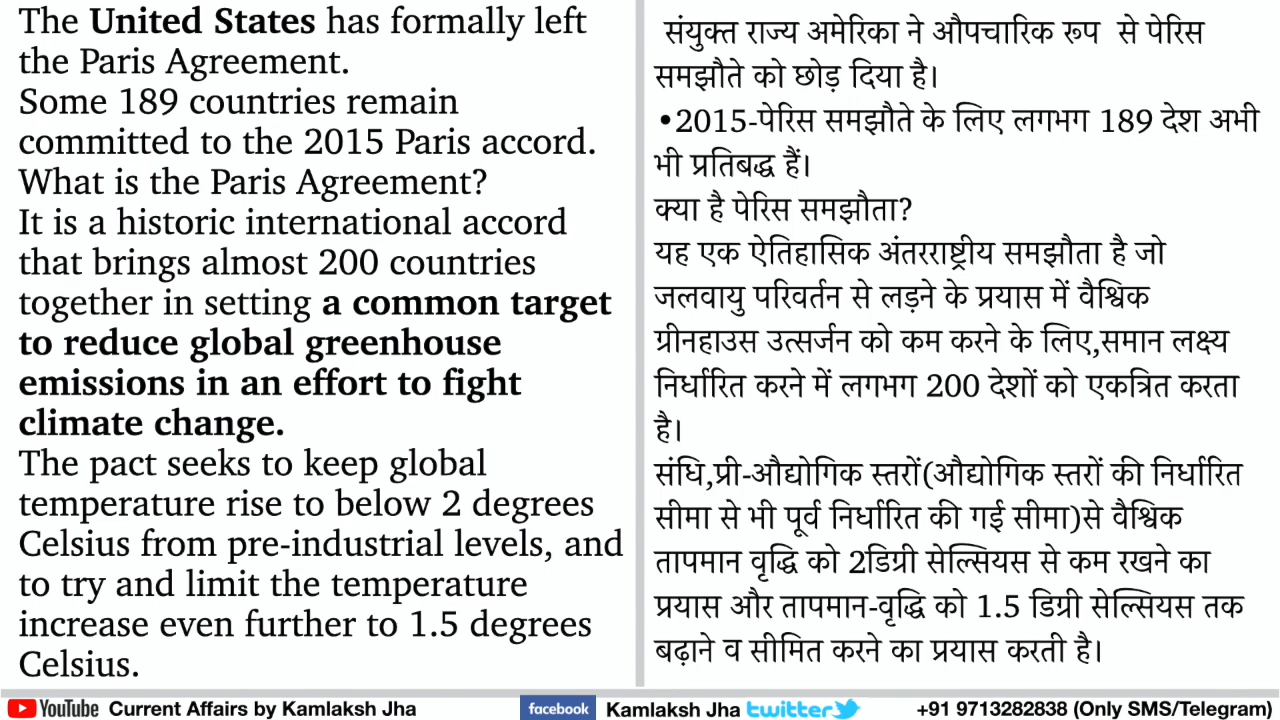 The United States has formally left
the Paris Agreement.
Some 189 countries remain
committed to the 2015 Paris accord.
What is the Paris Agreement?
It is a historic international accord
that brings almost 200 countries
together in setting a common target
to reduce global greenhouse
emissions in an effort to fight
climate change.
The pact seeks to keep global
temperature rise to below 2 degrees
Celsius from pre-industrial levels, and
to try and limit the temperature
increase even further to 1.5 degrees
Celsius.
संयुक्त राज्य अमेरिका ने औपचारिक रूप से पेरिस
समझौते को छोड़ दिया है।
•2015-पेरिस समझौते के लिए लगभग 189 देश अभी
भी प्रतिबद्ध हैं।
क्या है पेरिस समझौता?
यह एक ऐतिहासिक अंतरराष्ट्रीय समझौता है जो
जलवायु परिवर्तन से लड़ने के प्रयास में वैश्विक
ग्रीनहाउस उत्सर्जन को कम करने के लिए,समान लक्ष्य
निर्धारित करने में लगभग 200 देशों को एकत्रित करता
है।
संधि,प्री-औद्योगिक स्तरों(औद्योगिक स्तरों की निर्धारित
सीमा से भी पूर्व निर्धारित की गई सीमा)से वैश्विक
तापमान वृद्धि को 2डिग्री सेल्सियस से कम रखने का
प्रयास और तापमान-वृद्धि को 1.5 डिग्री सेल्सियस तक
बढ़ाने व सीमित करने का प्रयास करती है।
YouTube Current Affairs by Kamlaksh Jha facebook Kamlaksh Jha twitter +91 9713282838 (Only SMS/Telegram)